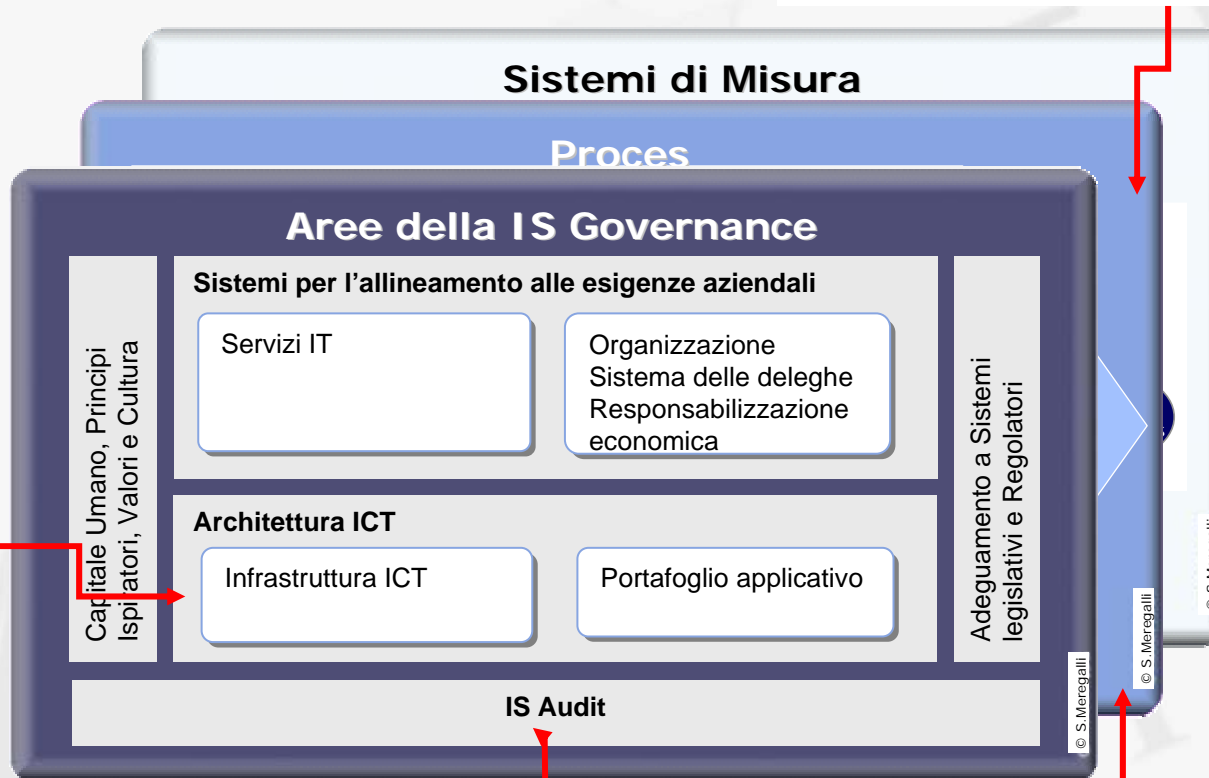 Sistemi di Misura
Proces
Aree della IS Governance
Capitale Umano, Principi
Ispiratori, Valori e Cultura
Sistemi per l'allineamento alle esigenze aziendali
Servizi IT
Organizzazione
Sistema delle deleghe
Responsabilizzazione
economica
Architettura ICT
Infrastruttura ICT
Portafoglio applicativo
Adeguamento a Sistemi
legislativi e Regolatori
IS Audit
© S.Meregalli
© S.Meregalli